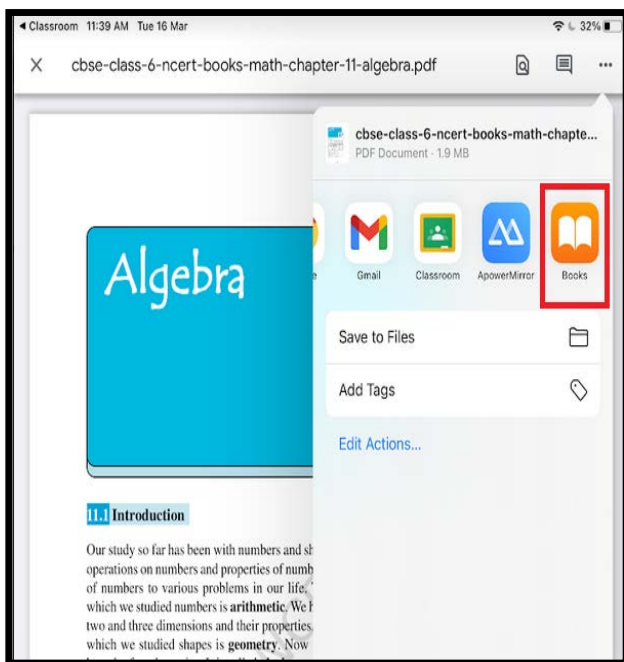 ◂ Classroom 11:39 AM Tue 16 Mar 32%
X cbse-class-6-ncert-books-math-chapter-11-algebra.pdf
cbse-class-6-ncert-books-math-chapte...
PDF Document · 1.9 MB
Gmail Classroom ApowerMirror Books
Save to Files
Add Tags
Edit Actions...
Algebra
11.1 Introduction
Our study so far has been with numbers and sh
operations on numbers and properties of numb
of numbers to various problems in our life.
which we studied numbers is arithmetic. We h
two and three dimensions and their properties.
which we studied shapes is geometry. Now